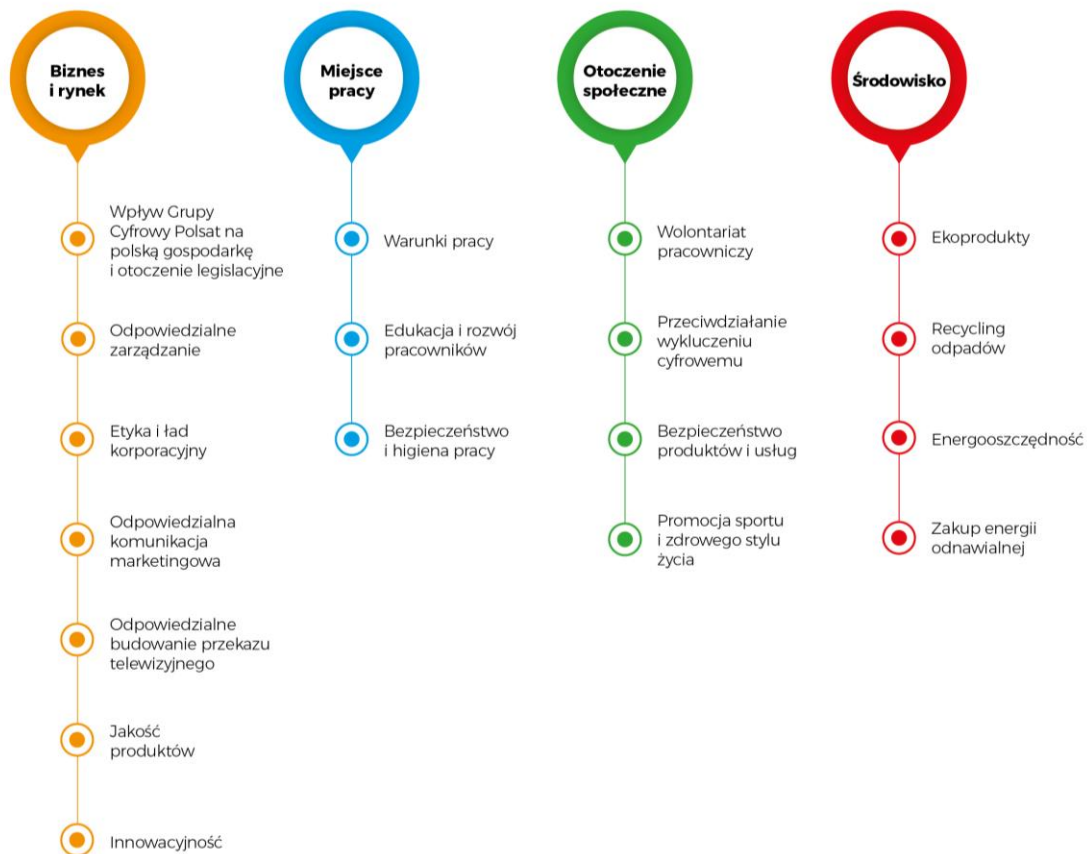 Biznes
i rynek
Wpływ Grupy
Cyfrowy Polsat na
polską gospodarkę
i otoczenie legislacyjne
Odpowiedzialne
zarządzanie
Etyka i ład
korporacyjny
Odpowiedzialna
komunikacja
marketingowa
Odpowiedzialne
budowanie przekazu
telewizyjnego
Jakość
produktów
Innowacyjność
Miejsce
pracy
Warunki pracy
Edukacja i rozwój
pracowników
Bezpieczeństwo
i higiena pracy
Otoczenie
społeczne
Wolontariat
pracowniczy
Przeciwdziałanie
wykluczeniu
cyfrowemu
Bezpieczeństwo
produktów i usług
Promocja sportu
i zdrowego stylu
życia
Środowisko
Ekoprodukty
Recycling
odpadów
Energooszczędność
Zakup energii
odnawialnej